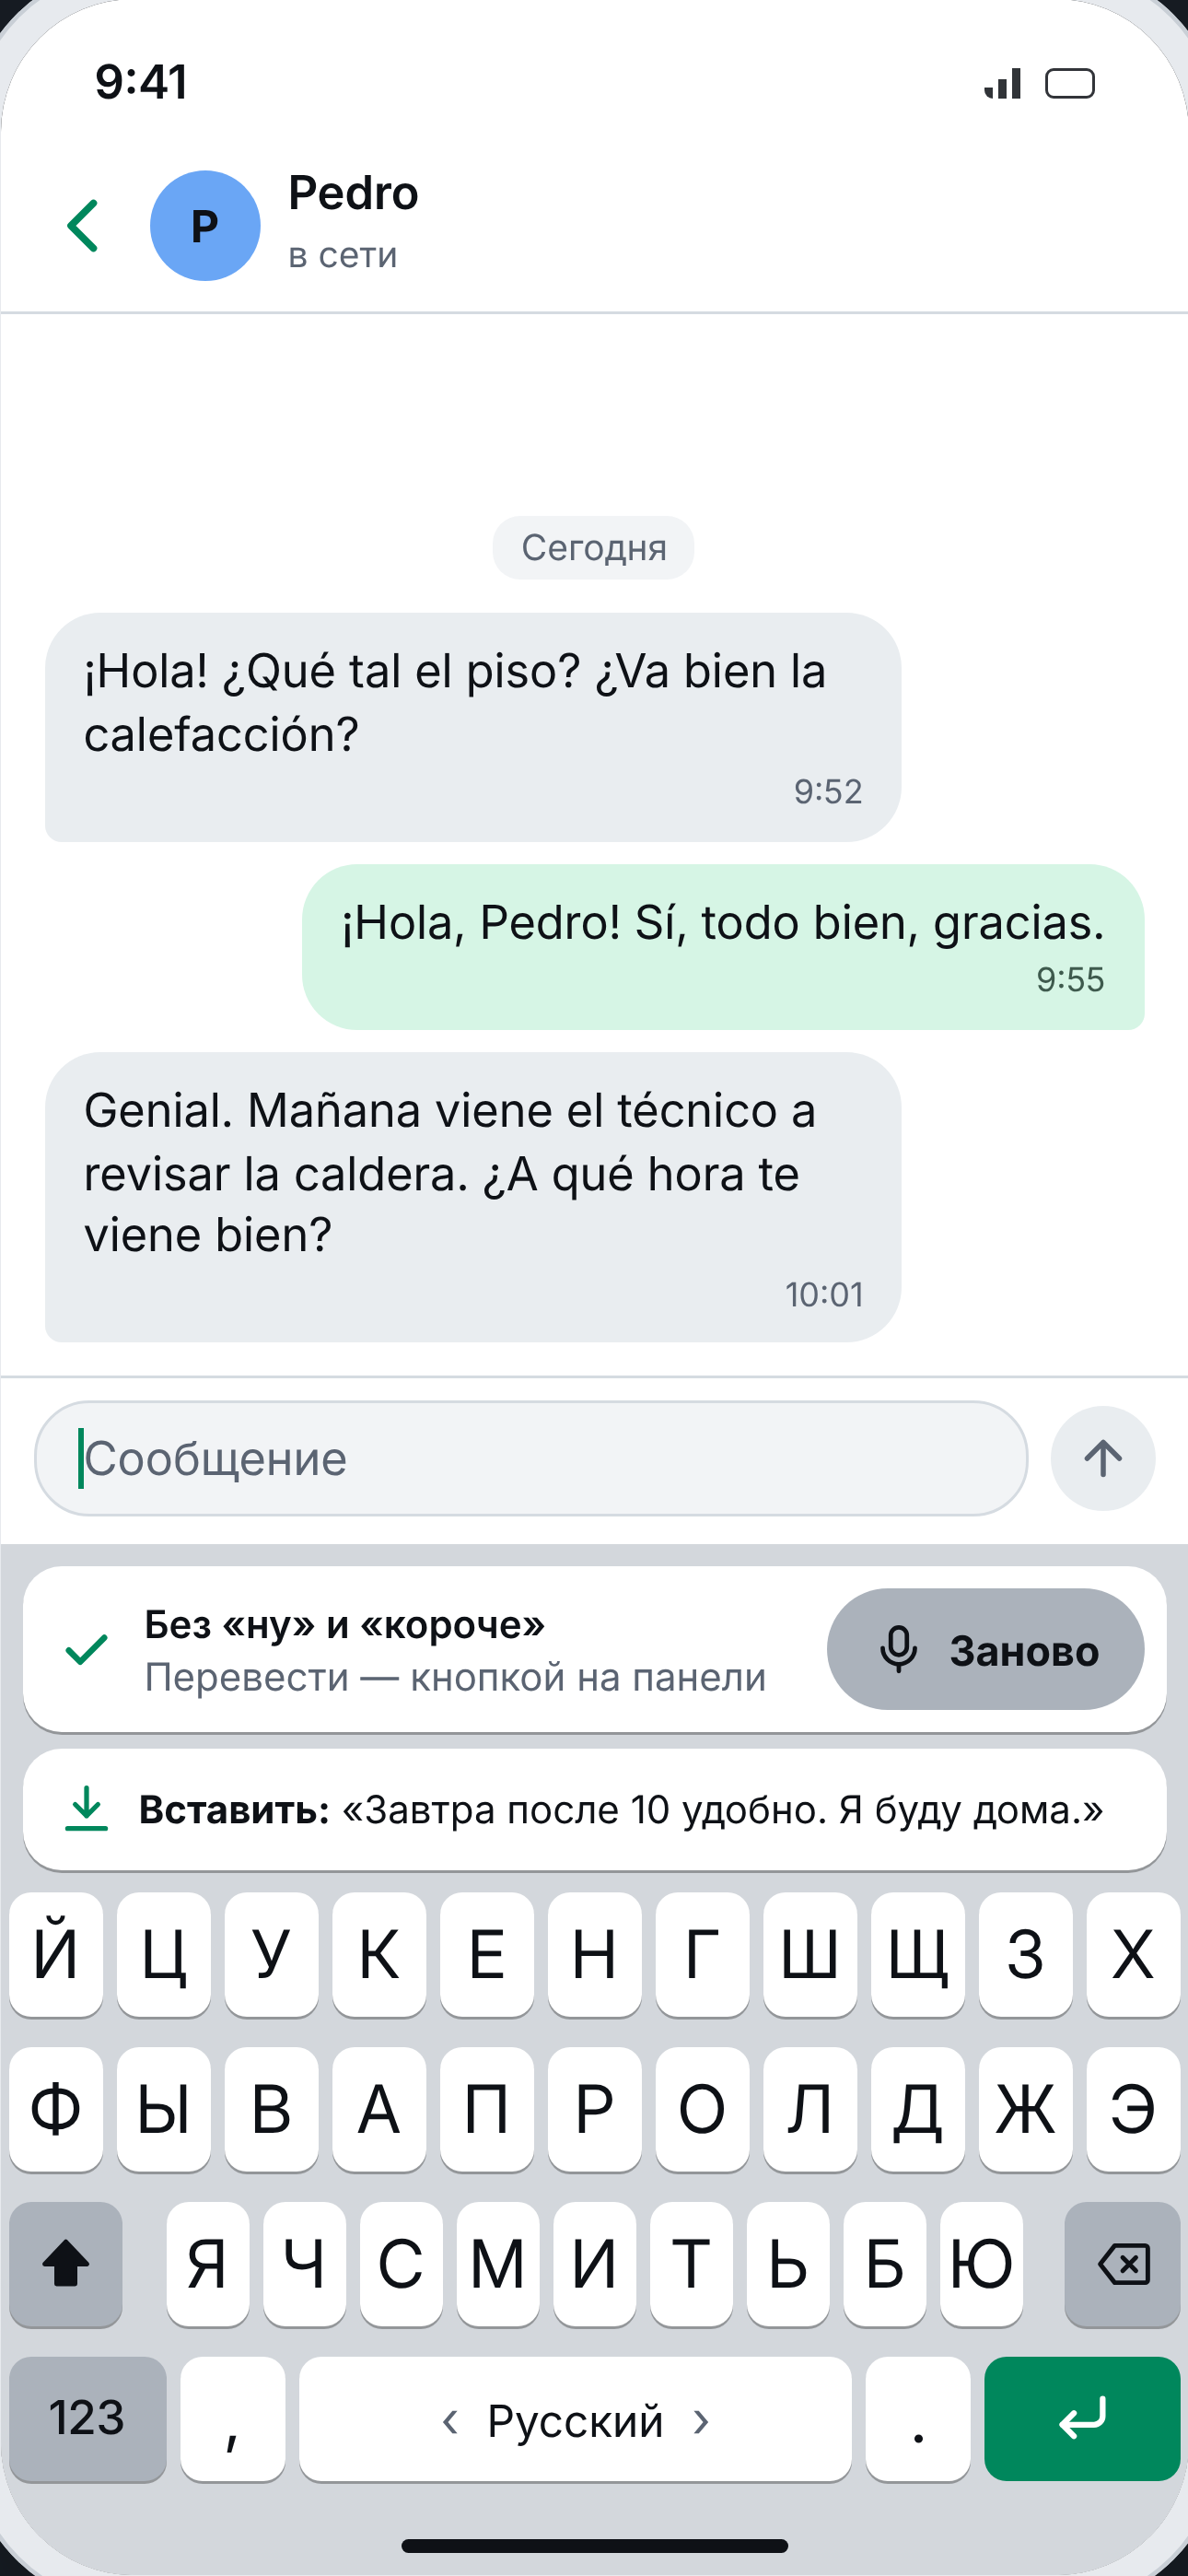 9:41
P
Pedro
в сети
Сегодня
¡Hola! ¿Qué tal el piso? ¿Va bien la
calefacción?
9:52
¡Hola, Pedro! Sí, todo bien, gracias.
9:55
Genial. Mañana viene el técnico a
revisar la caldera. ¿A qué hora te
viene bien?
10:01
Сообщение
Без «ну» и «короче»
Перевести — кнопкой на панели
Заново
Вставить: «Завтра после 10 удобно. Я буду дома.»
Й Ц У К Е Н Г Ш Щ З Х
Ф Ы В А П Р О Л Д Ж Э
Я Ч С М И Т Ь Б Ю
123 , ‹ Русский › .